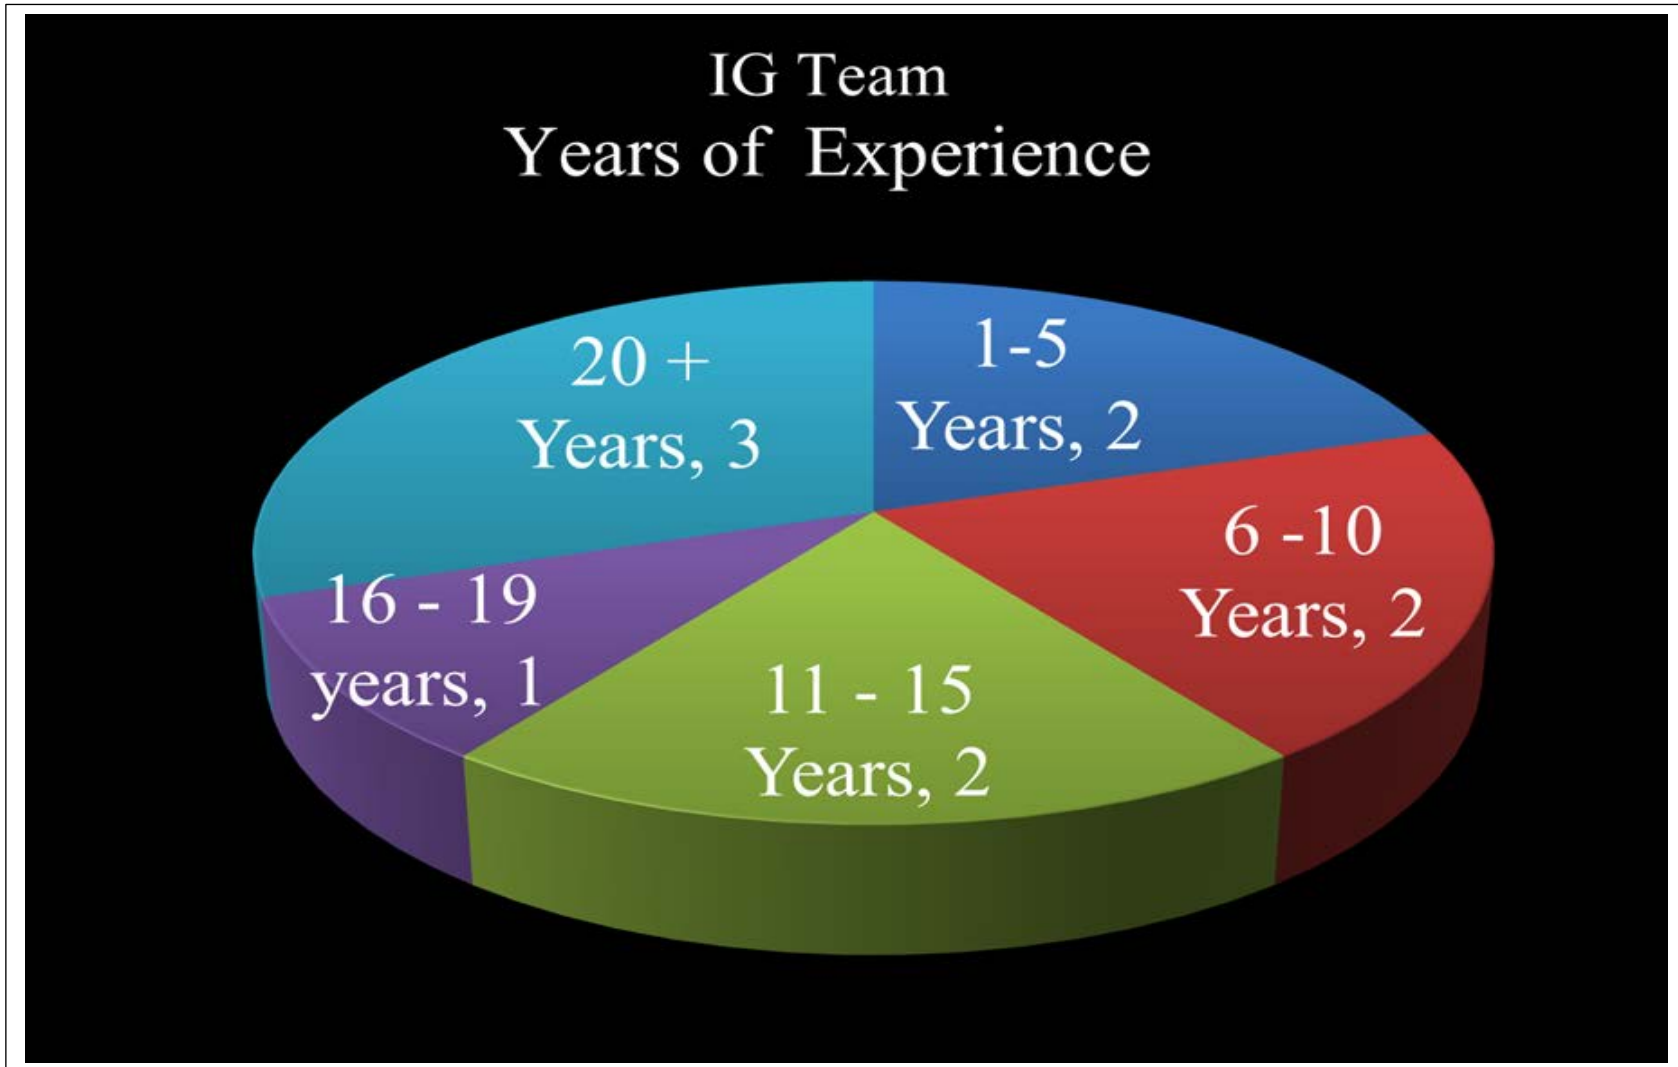 IG Team
Years of Experience
20 +
Years, 3
1-5
Years, 2
6 -10
Years, 2
16 - 19
years, 1
11 - 15
Years, 2